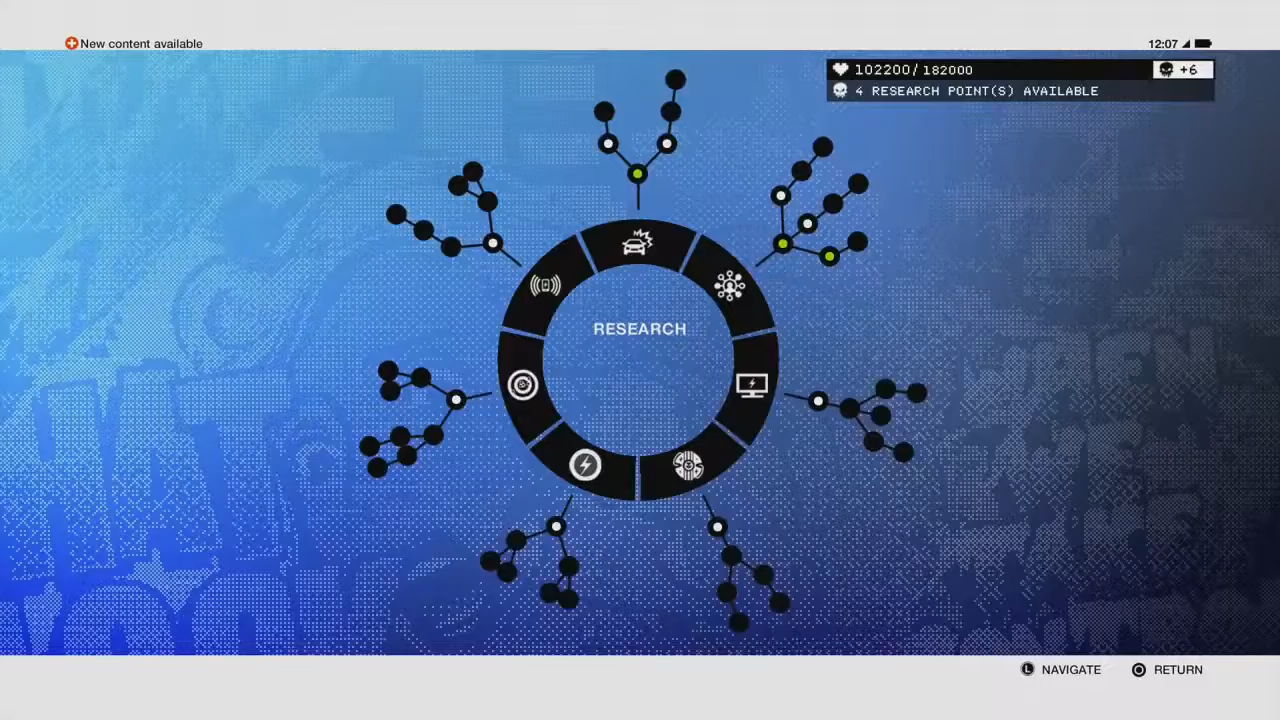 New content available
12:07
102200/182000
+6
4 RESEARCH POINT(S) AVAILABLE
RESEARCH
L NAVIGATE
RETURN